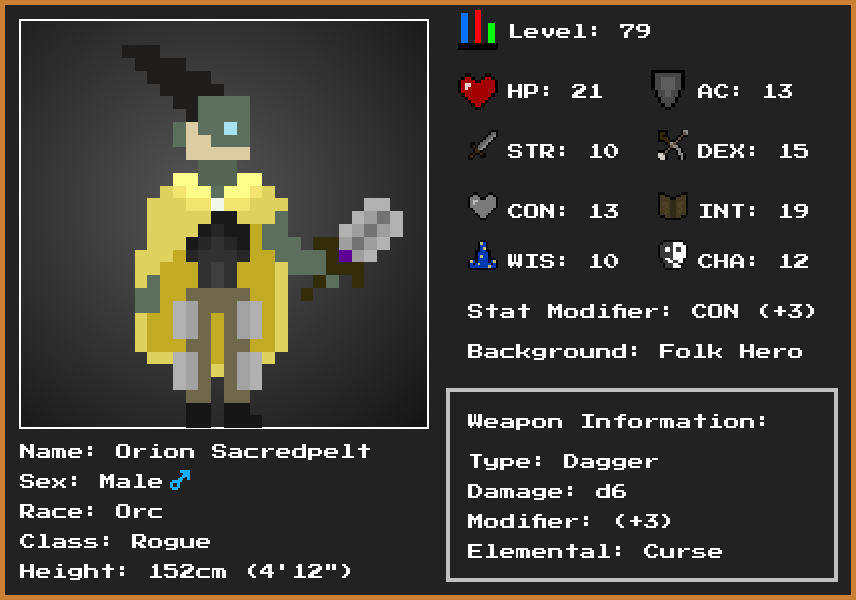 Level: 79
HP: 21 AC: 13
STR: 10 DEX: 15
CON: 13 INT: 19
WIS: 10 CHA: 12
Stat Modifier: CON (+3)
Background: Folk Hero
Weapon Information:
Type: Dagger
Damage: d6
Modifier: (+3)
Elemental: Curse
Name: Orion Sacredpelt
Sex: Male♂
Race: Orc
Class: Rogue
Height: 152cm (4'12")